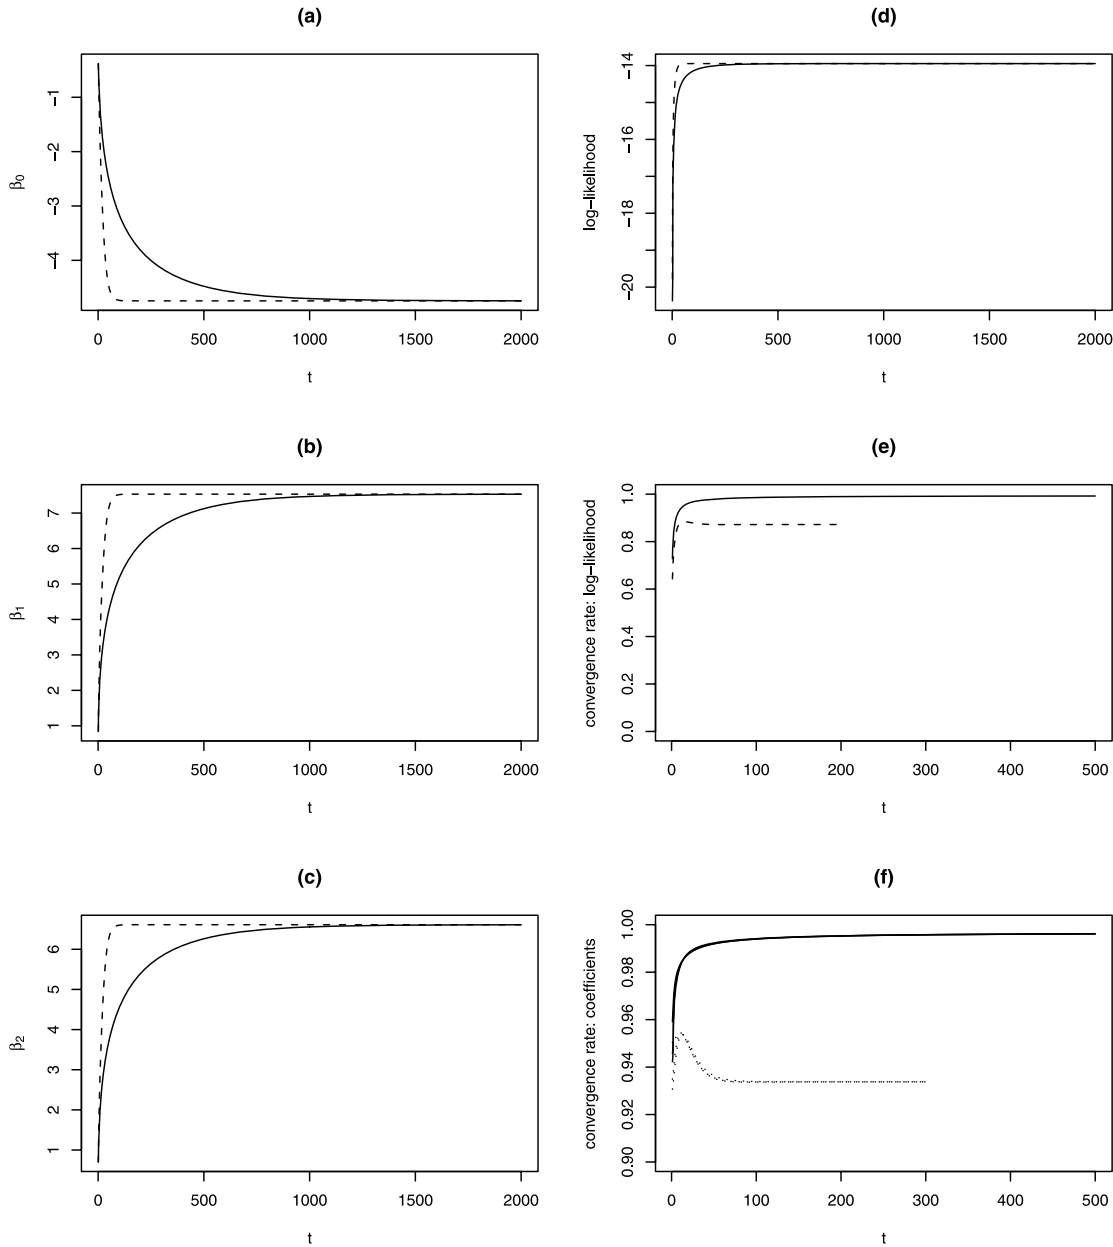 (a)
β0
−1
−2
−3
−4
0 500 1000 1500 2000
t
(d)
log−likelihood
−14
−16
−18
−20
0 500 1000 1500 2000
t
(b)
β1
7
6
5
4
3
2
1
0 500 1000 1500 2000
t
(e)
convergence rate: log−likelihood
1.0
0.8
0.6
0.4
0.2
0.0
0 100 200 300 400 500
t
(c)
β2
6
5
4
3
2
1
0 500 1000 1500 2000
t
(f)
convergence rate: coefficients
1.00
0.98
0.96
0.94
0.92
0.90
0 100 200 300 400 500
t